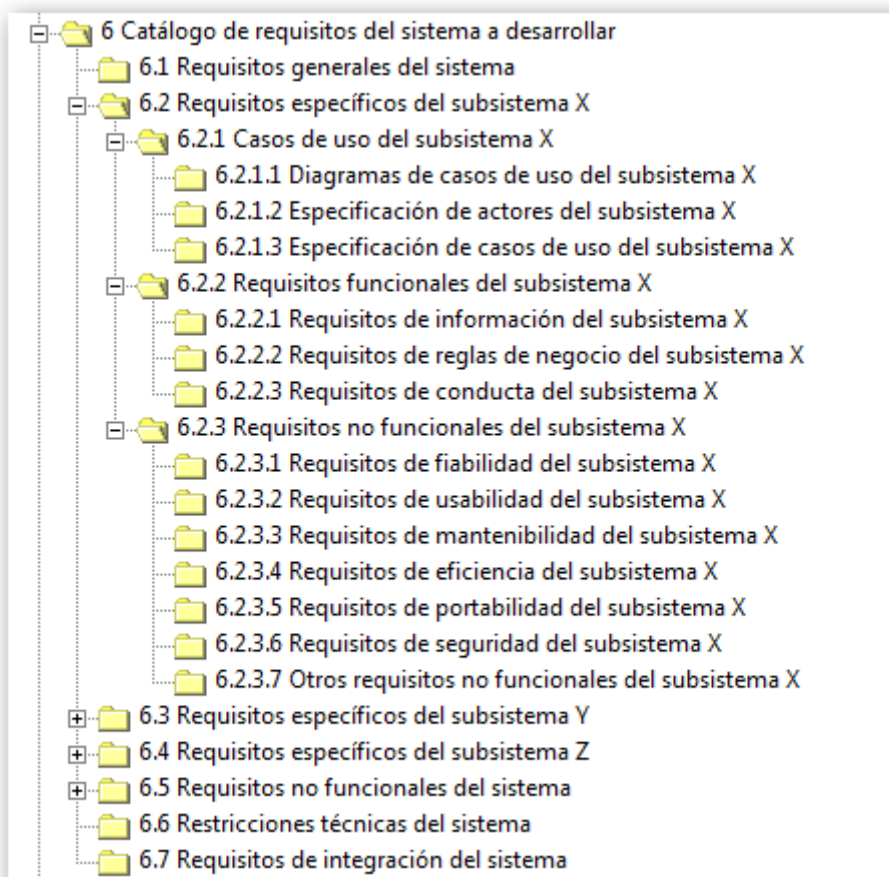 6 Catálogo de requisitos del sistema a desarrollar
6.1 Requisitos generales del sistema
6.2 Requisitos específicos del subsistema X
6.2.1 Casos de uso del subsistema X
6.2.1.1 Diagramas de casos de uso del subsistema X
6.2.1.2 Especificación de actores del subsistema X
6.2.1.3 Especificación de casos de uso del subsistema X
6.2.2 Requisitos funcionales del subsistema X
6.2.2.1 Requisitos de información del subsistema X
6.2.2.2 Requisitos de reglas de negocio del subsistema X
6.2.2.3 Requisitos de conducta del subsistema X
6.2.3 Requisitos no funcionales del subsistema X
6.2.3.1 Requisitos de fiabilidad del subsistema X
6.2.3.2 Requisitos de usabilidad del subsistema X
6.2.3.3 Requisitos de mantenibilidad del subsistema X
6.2.3.4 Requisitos de eficiencia del subsistema X
6.2.3.5 Requisitos de portabilidad del subsistema X
6.2.3.6 Requisitos de seguridad del subsistema X
6.2.3.7 Otros requisitos no funcionales del subsistema X
6.3 Requisitos específicos del subsistema Y
6.4 Requisitos específicos del subsistema Z
6.5 Requisitos no funcionales del sistema
6.6 Restricciones técnicas del sistema
6.7 Requisitos de integración del sistema